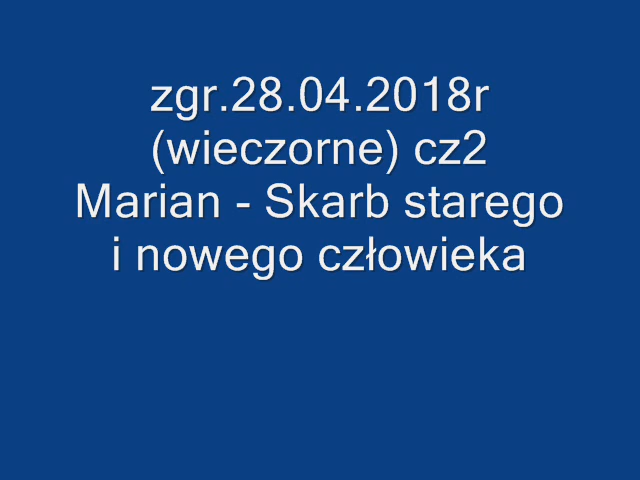 zgr.28.04.2018r
(wieczorne) cz2
Marian - Skarb starego
i nowego człowieka